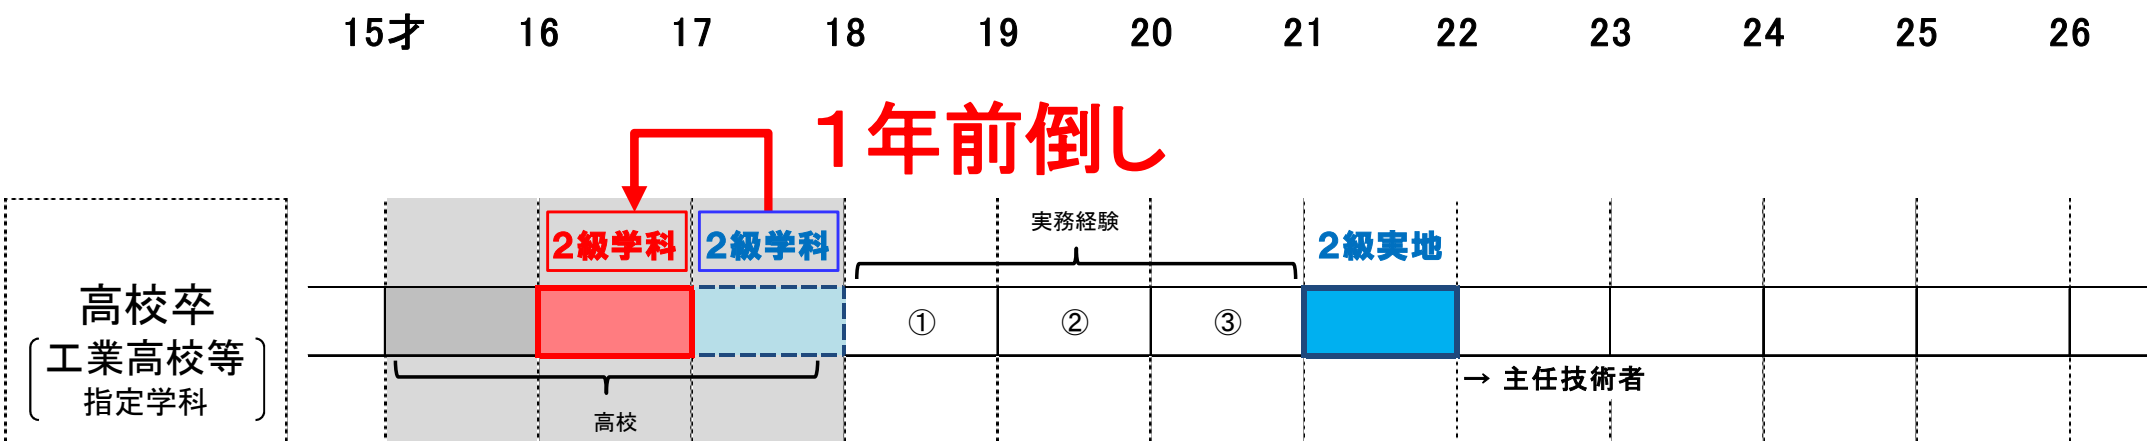 15才 16 17 18 19 20 21 22 23 24 25 26
1年前倒し
実務経験
2級学科 2級学科 2級実地
高校卒
① ② ③
工業高校等
指定学科
→ 主任技術者
高校